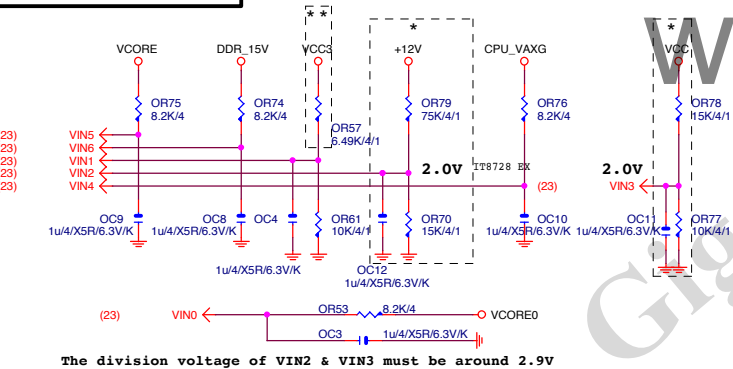 * *
*
*
W
VCORE
DDR_15V
VCC3
+12V
CPU_VAXG
VCC
OR75
8.2K/4
OR74
8.2K/4
OR57
6.49K/4/1
OR79
75K/4/1
OR76
8.2K/4
OR78
15K/4/1
23)
VIN5
23)
VIN6
23)
VIN1
23)
VIN2
23)
VIN4
2.0V
IT8728 EX
(23)
2.0V
VIN3
OC9
1u/4/X5R/6.3V/K
OC8
1u/4/X5R/6.3V/K
OC4
1u/4/X5R/6.3V/K
OR61
10K/4/1
OC12
1u/4/X5R/6.3V/K
OR70
15K/4/1
OC10
1u/4/X5R/6.3V/K
OC11
1u/4/X5R/6.3V/K
OR77
10K/4/1
Gig
(23)
VIN0
OR53
8.2K/4
VCORE0
OC3
1u/4/X5R/6.3V/K
The division voltage of VIN2 & VIN3 must be around 2.9V